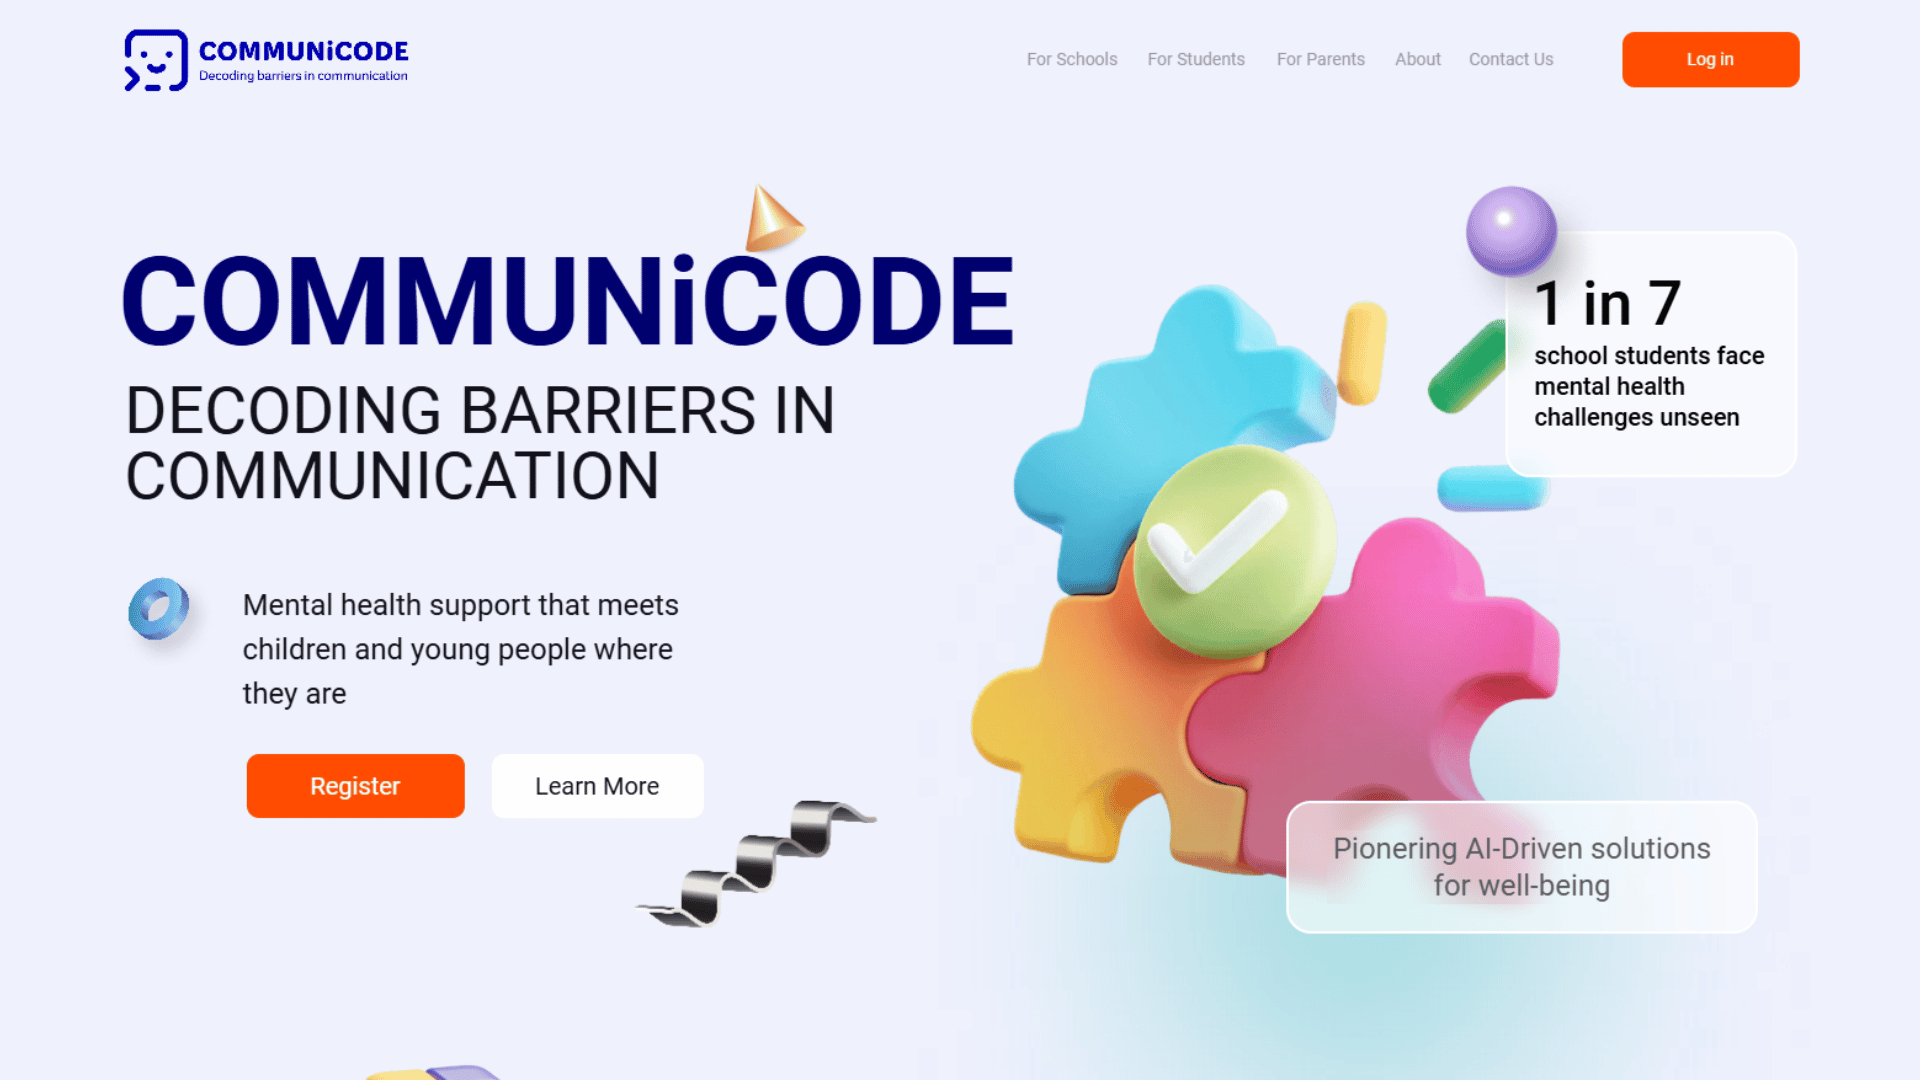 COMMUNiCODE
Decoding barriers in communication
For Schools
For Students
For Parents
About
Contact Us
Log in
COMMUNiCODE
DECODING BARRIERS IN
COMMUNICATION
1 in 7
school students face
mental health
challenges unseen
Mental health support that meets
children and young people where
they are
Register
Learn More
Pionering AI-Driven solutions
for well-being